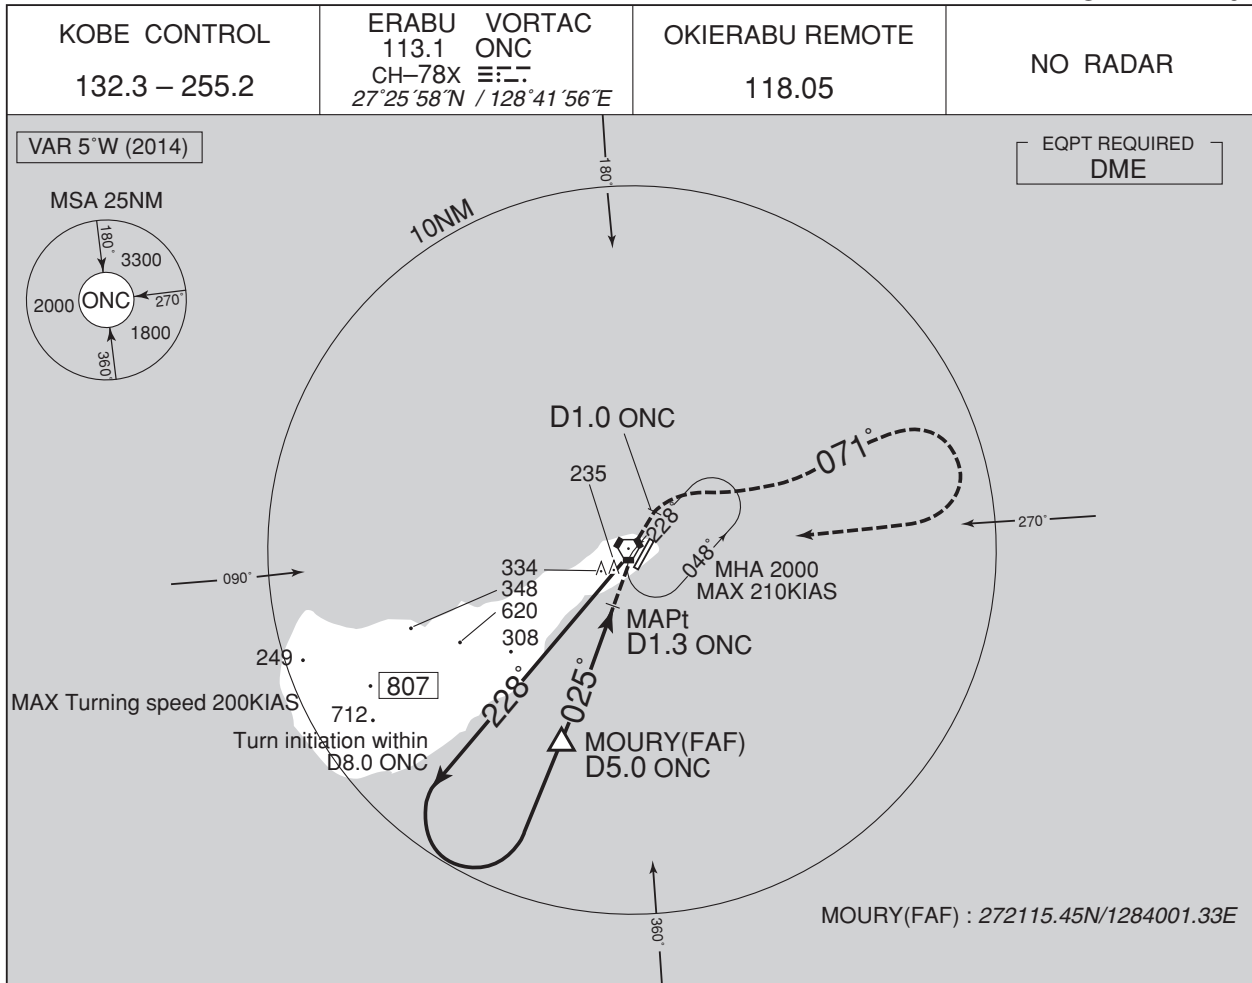 KOBE CONTROL
132.3 – 255.2
ERABU VORTAC
113.1 ONC
CH–78X
27°25´58˝N / 128°41´56˝E
OKIERABU REMOTE
118.05
NO RADAR
VAR 5°W (2014)
EQPT REQUIRED
DME
MSA 25NM
180°
3300
2000
ONC
270°
1800
360°
180°
10NM
D1.0 ONC
071°
235
228°
270°
334
048°
MHA 2000
MAX 210KIAS
090°
348
620
MAPt
D1.3 ONC
308
249
807
228°
025°
MAX Turning speed 200KIAS
712
Turn initiation within
D8.0 ONC
MOURY(FAF)
D5.0 ONC
MOURY(FAF) : 272115.45N/1284001.33E
360°